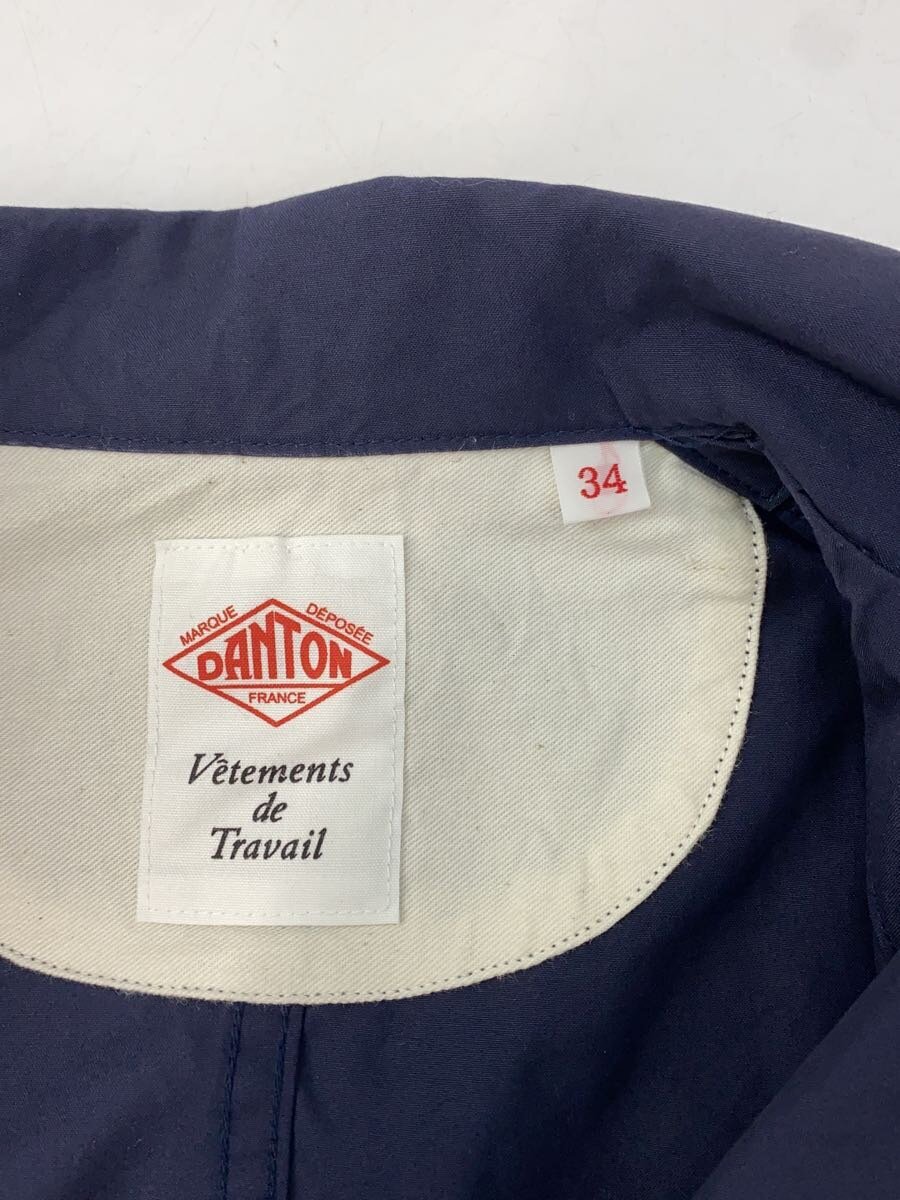 34
MARQUE DÉPOSÉE
DANTON
FRANCE
Vêtements
de
Travail